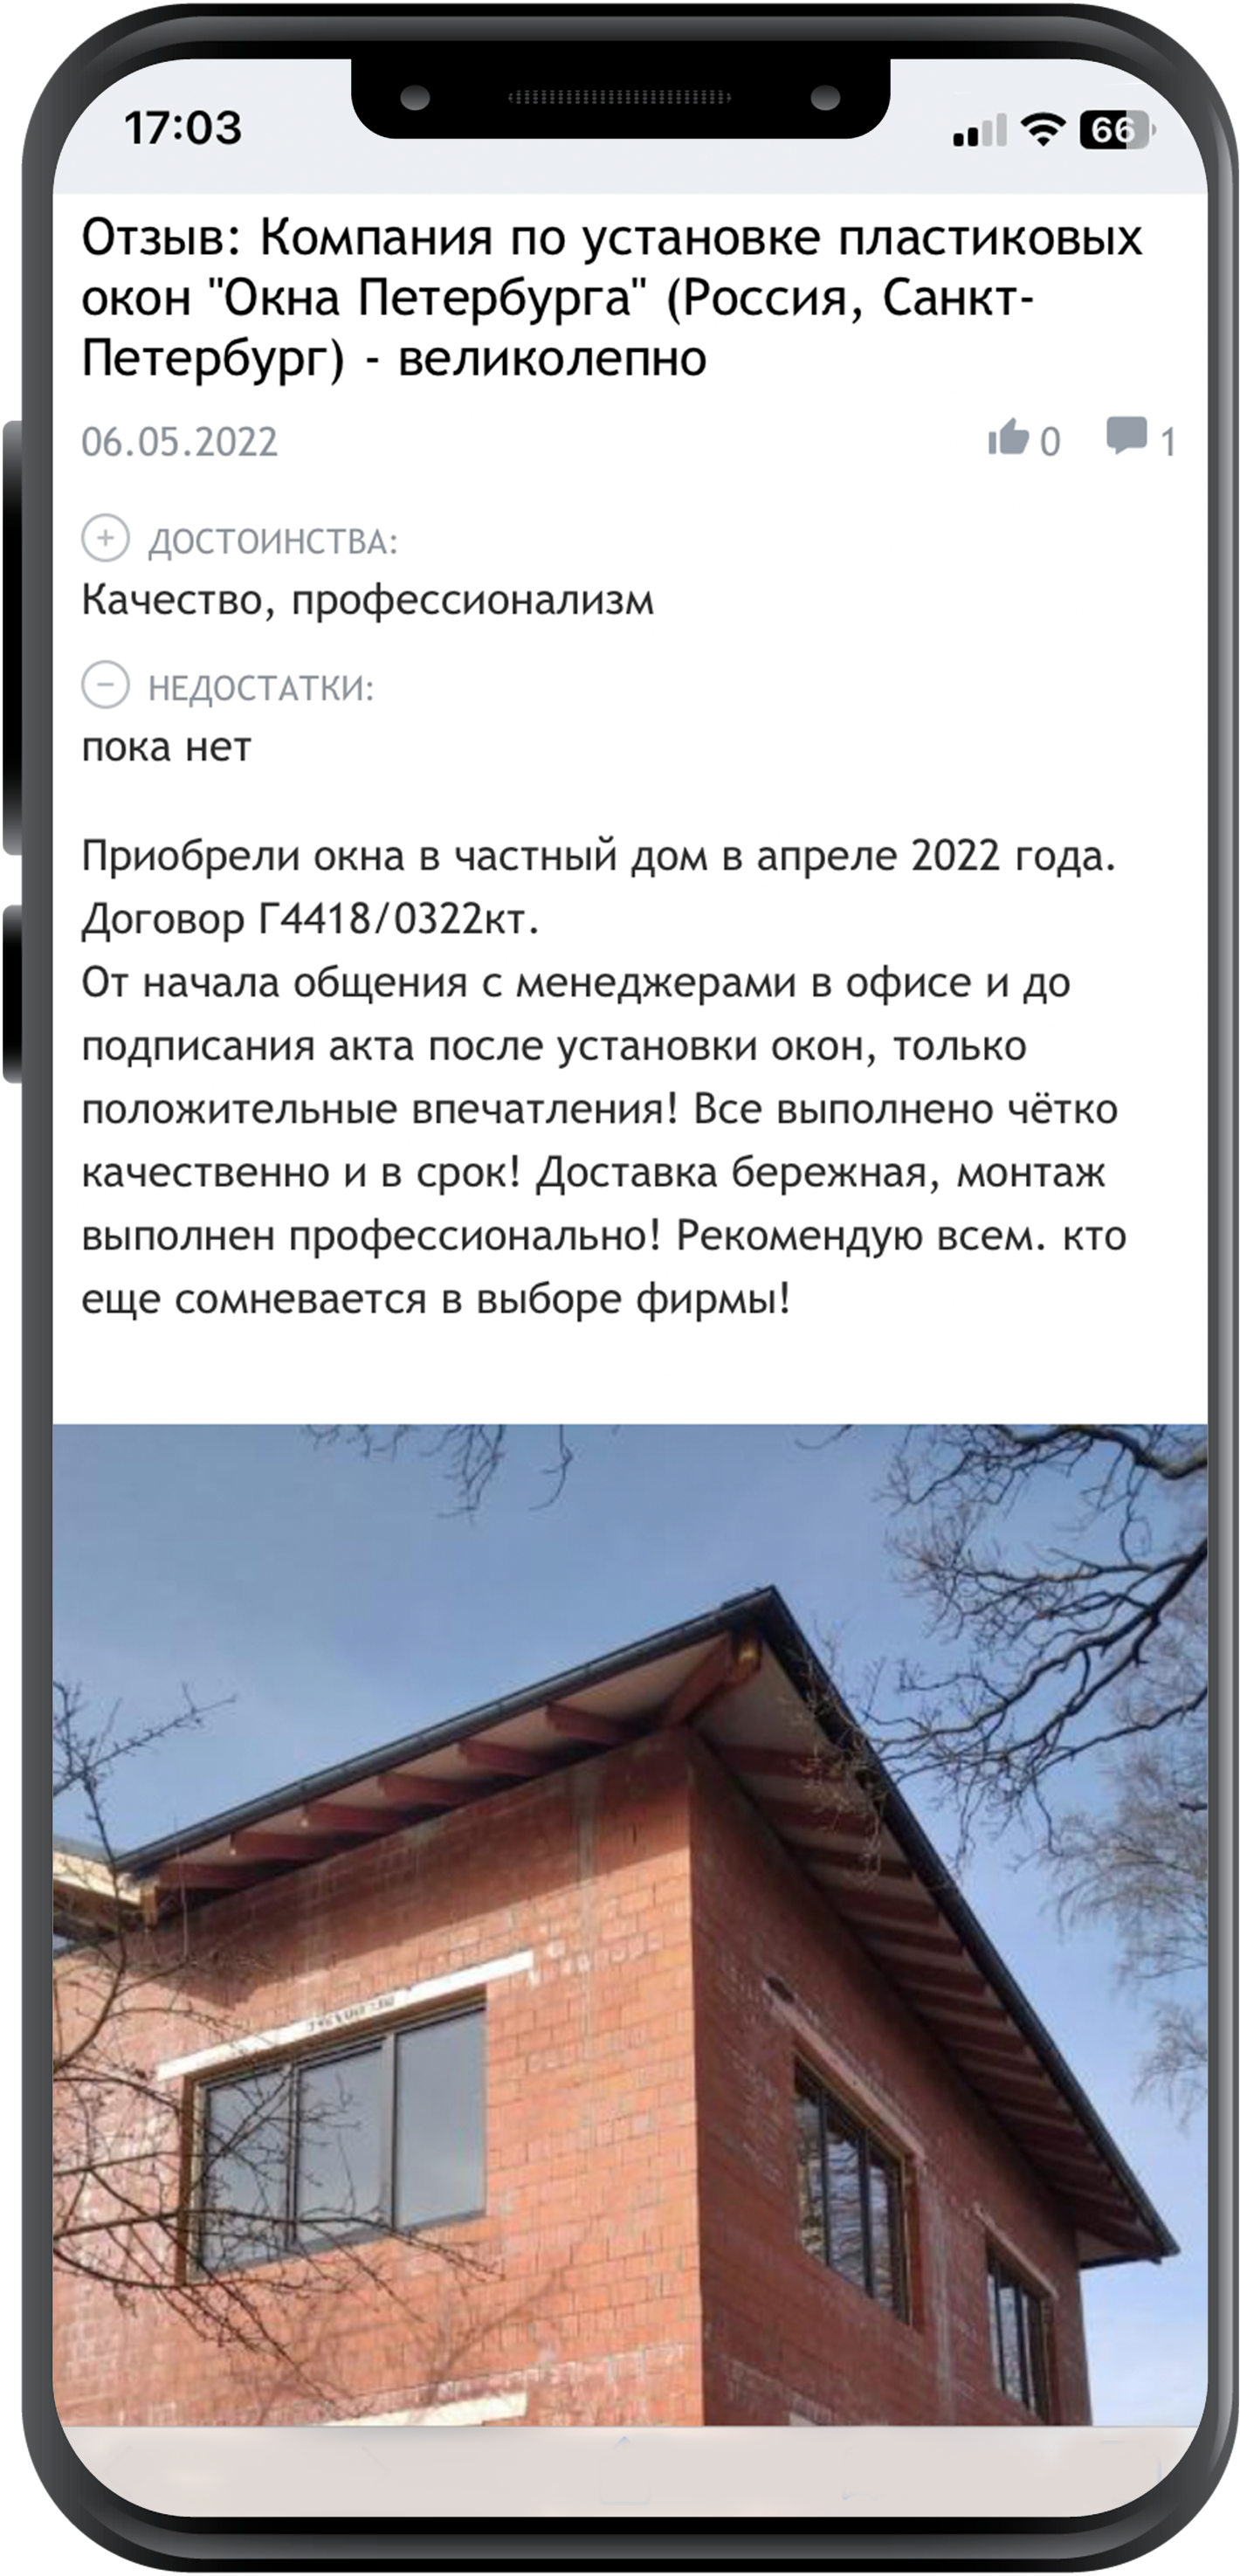 17:03
66
Отзыв: Компания по установке пластиковых
окон "Окна Петербурга" (Россия, Санкт-
Петербург) - великолепно
06.05.2022
0
1
ДОСТОИНСТВА:
Качество, профессионализм
НЕДОСТАТКИ:
пока нет
Приобрели окна в частный дом в апреле 2022 года.
Договор Г4418/0322кт.
От начала общения с менеджерами в офисе и до
подписания акта после установки окон, только
положительные впечатления! Все выполнено чётко
качественно и в срок! Доставка бережная, монтаж
выполнен профессионально! Рекомендую всем. кто
еще сомневается в выборе фирмы!